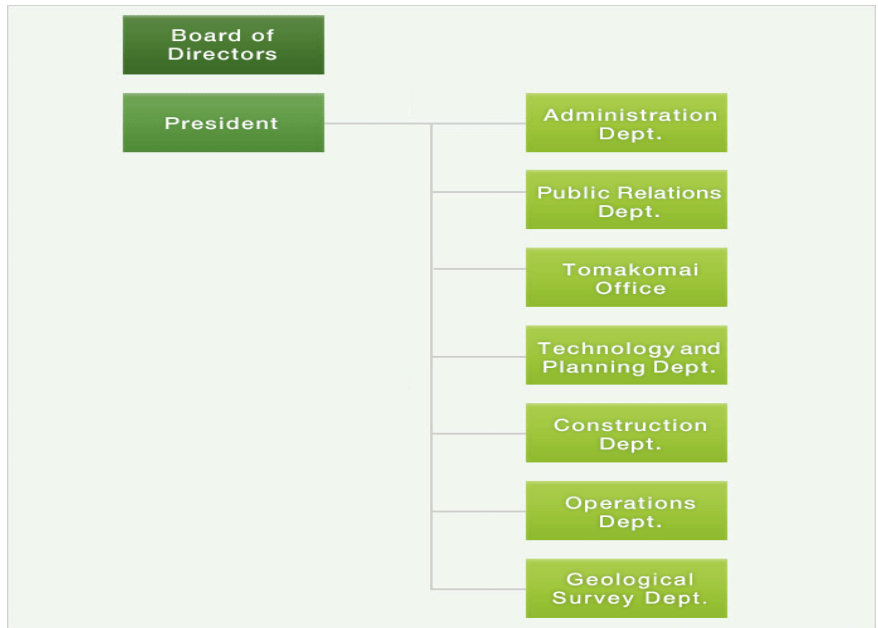 Board of
Directors
President
Administration
Dept.
Public Relations
Dept.
Tomakomai
Office
Technology and
Planning Dept.
Construction
Dept.
Operations
Dept.
Geological
Survey Dept.